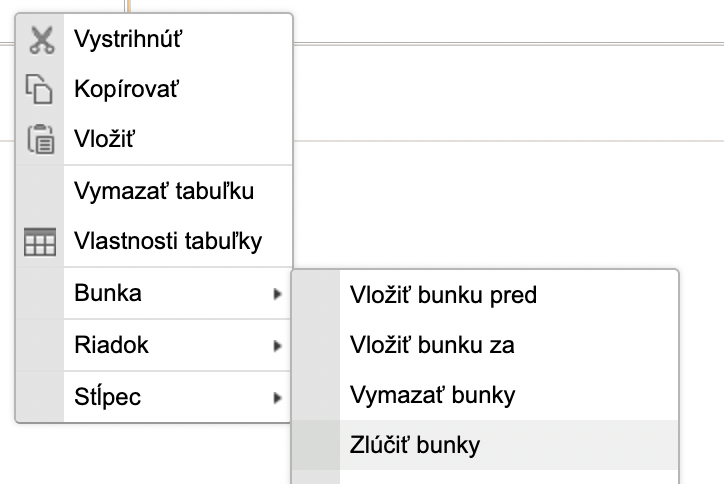 Vystrihnúť
Kopírovať
Vložiť
Vymazať tabuľku
Vlastnosti tabuľky
Bunka
Riadok
Stĺpec
Vložiť bunku pred
Vložiť bunku za
Vymazať bunky
Zlúčiť bunky